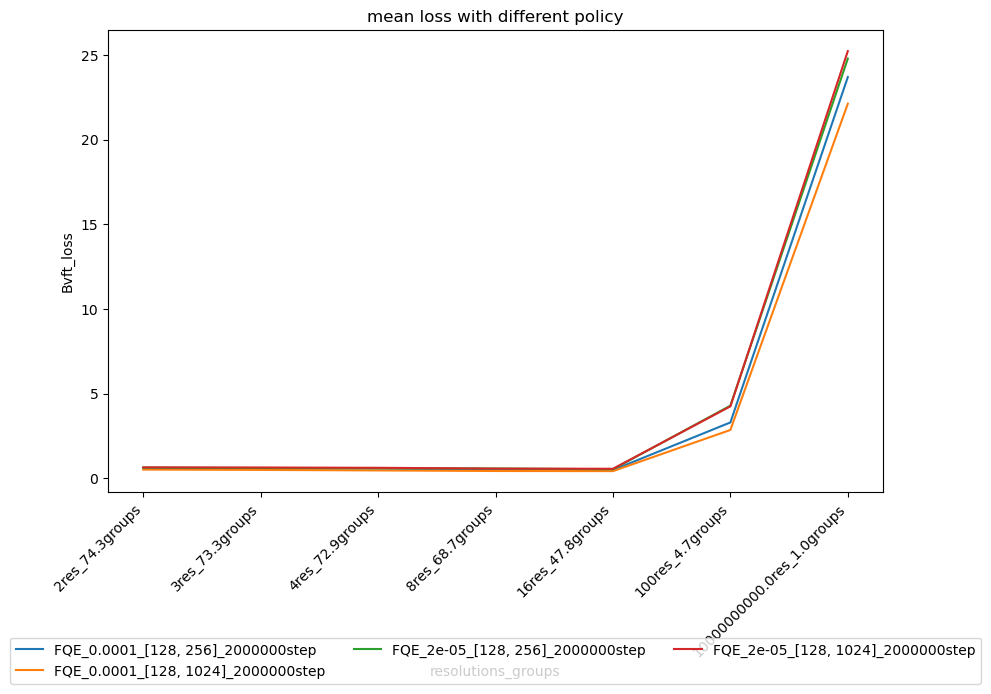 mean loss with different policy
Bvft_loss
25
20
15
10
5
0
2res_74.3groups
3res_73.3groups
4res_72.9groups
8res_68.7groups
16res_47.8groups
100res_4.7groups
10000000000.0res_1.0groups
resolutions_groups
FQE_0.0001_[128, 256]_2000000step
FQE_0.0001_[128, 1024]_2000000step
FQE_2e-05_[128, 256]_2000000step
FQE_2e-05_[128, 1024]_2000000step